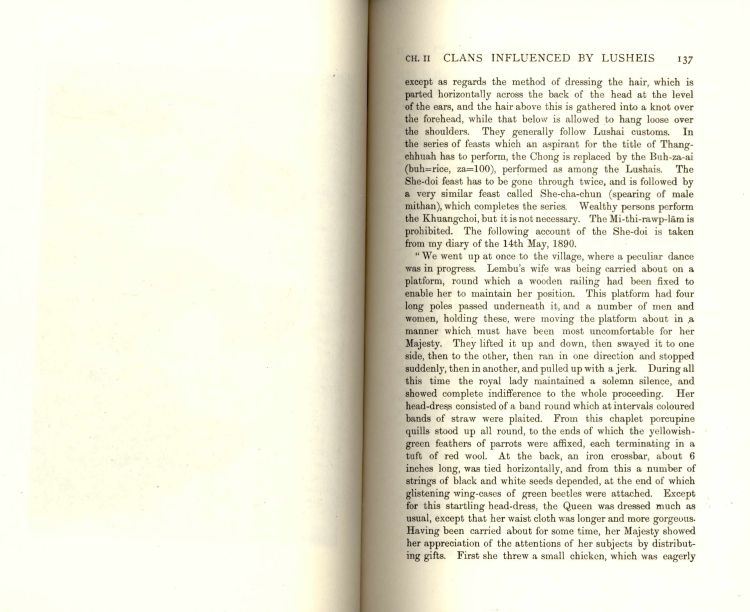 CH. II CLANS INFLUENCED BY LUSHEIS 137
except as regards the method of dressing the hair, which is
parted horizontally across the back of the head at the level
of the ears, and the hair above this is gathered into a knot over
the forehead, while that below is allowed to hang loose over
the shoulders. They generally follow Lushai customs. In
the series of feasts which an aspirant for the title of Thang-
chhuah has to perform, the Chong is replaced by the Buh-za-ai
(buh=rice, za=100), performed as among the Lushais. The
She-doi feast has to be gone through twice, and is followed by
a very similar feast called She-cha-chun (spearing of male
mithan), which completes the series. Wealthy persons perform
the Khuangchoi, but it is not necessary. The Mi-thi-rawp-lām is
prohibited. The following account of the She-doi is taken
from my diary of the 14th May, 1890.
"We went up at once to the village, where a peculiar dance
was in progress. Lembu's wife was being carried about on a
platform, round which a wooden railing had been fixed to
enable her to maintain her position. This platform had four
long poles passed underneath it, and a number of men and
women, holding these, were moving the platform about in a
manner which must have been most uncomfortable for her
Majesty. They lifted it up and down, then swayed it to one
side, then to the other, then ran in one direction and stopped
suddenly, then in another, and pulled up with a jerk. During all
this time the royal lady maintained a solemn silence, and
showed complete indifference to the whole proceeding. Her
head-dress consisted of a band round which at intervals coloured
bands of straw were plaited. From this chaplet porcupine
quills stood up all round, to the ends of which the yellowish-
green feathers of parrots were affixed, each terminating in a
tuft of red wool. At the back, an iron crossbar, about 6
inches long, was tied horizontally, and from this a number of
strings of black and white seeds depended, at the end of which
glistening wing-cases of green beetles were attached. Except
for this startling head-dress, the Queen was dressed much as
usual, except that her waist cloth was longer and more gorgeous.
Having been carried about for some time, her Majesty showed
her appreciation of the attentions of her subjects by distribut-
ing gifts. First she threw a small chicken, which was eagerly